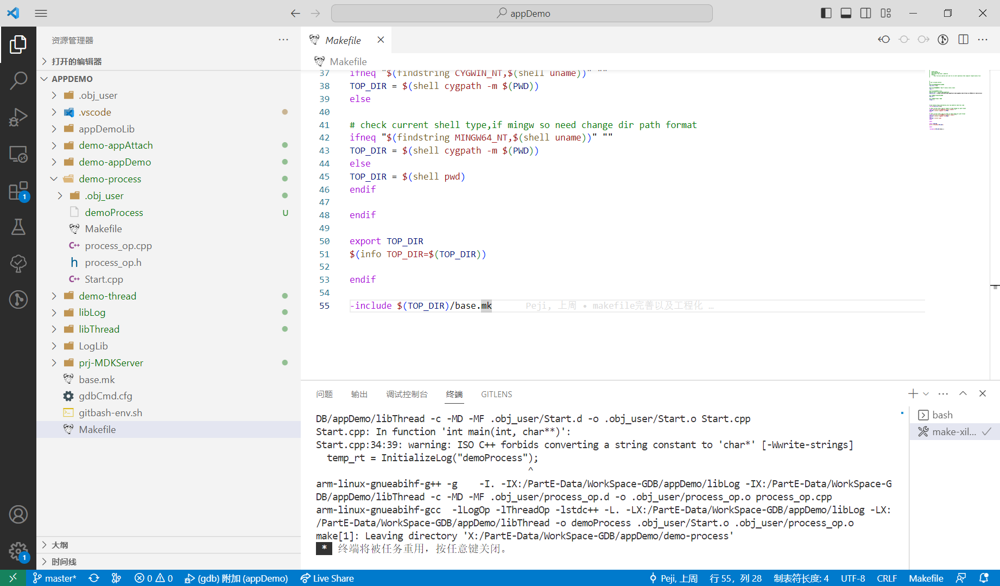 appDemo
资源管理器
打开的编辑器
APPDEMO
.obj_user
.vscode
appDemoLib
demo-appAttach
demo-appDemo
demo-process
.obj_user
demoProcess U
Makefile
C++ process_op.cpp
h process_op.h
C++ Start.cpp
demo-thread
libLog
libThread
LogLib
prj-MDKServer
base.mk
gdbCmd.cfg
gitbash-env.sh
Makefile
大纲
时间线
1
1
Makefile
Makefile
37 ifneq "$(findstring CYGWIN_NT,$(shell uname))" ""
38 TOP_DIR = $(shell cygpath -m $(PWD))
39 else
40
41 # check current shell type,if mingw so need change dir path format
42 ifneq "$(findstring MINGW64_NT,$(shell uname))" ""
43 TOP_DIR = $(shell cygpath -m $(PWD))
44 else
45 TOP_DIR = $(shell pwd)
46 endif
47
48 endif
49
50 export TOP_DIR
51 $(info TOP_DIR=$(TOP_DIR))
52
53 endif
54
55 -include $(TOP_DIR)/base.mk Peji, 上周 • makefile完善以及工程化 …
问题 输出 调试控制台 终端 GITLENS
DB/appDemo/libThread -c -MD -MF .obj_user/Start.d -o .obj_user/Start.o Start.cpp
Start.cpp: In function 'int main(int, char**)':
Start.cpp:34:39: warning: ISO C++ forbids converting a string constant to 'char*' [-Wwrite-strings]
temp_rt = InitializeLog("demoProcess");
^
arm-linux-gnueabihf-g++ -g    -I. -IX:/PartE-Data/WorkSpace-GDB/appDemo/libLog -IX:/PartE-Data/WorkSpace-G
DB/appDemo/libThread -c -MD -MF .obj_user/process_op.d -o .obj_user/process_op.o process_op.cpp
arm-linux-gnueabihf-gcc  -lLogOp -lThreadOp -lstdc++ -L. -LX:/PartE-Data/WorkSpace-GDB/appDemo/libLog -LX:
/PartE-Data/WorkSpace-GDB/appDemo/libThread -o demoProcess .obj_user/Start.o .obj_user/process_op.o
make[1]: Leaving directory 'X:/PartE-Data/WorkSpace-GDB/appDemo/demo-process'
* 终端将被任务重用，按任意键关闭。
bash
make-xil...
master* 0 0 (gdb) 附加 (appDemo) Live Share Peji, 上周 行 55，列 28 制表符长度: 4 UTF-8 CRLF Makefile